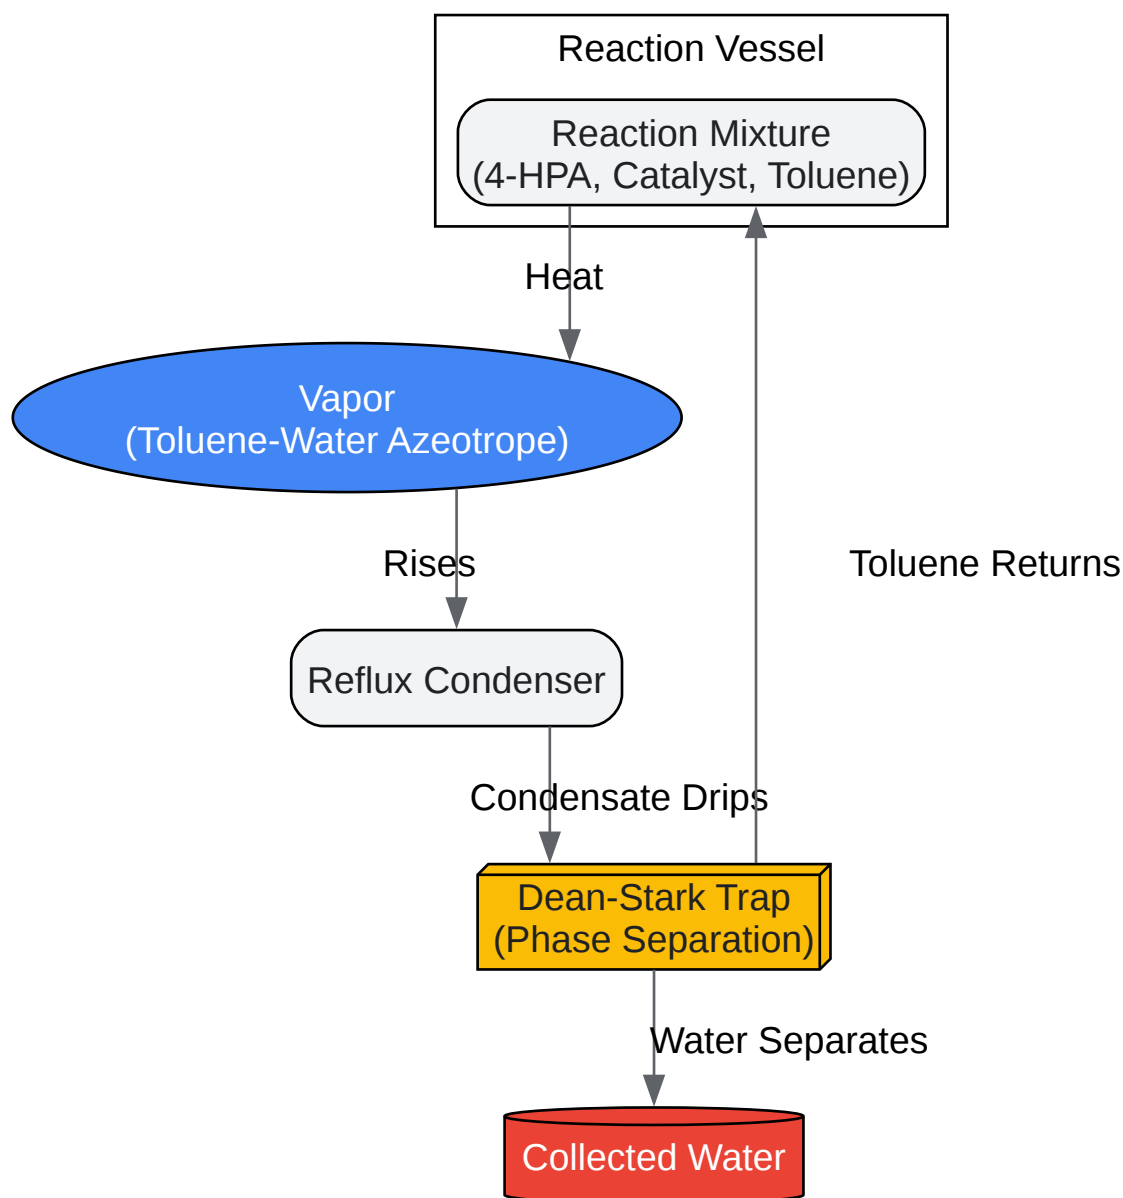 Reaction Vessel
Reaction Mixture
(4-HPA, Catalyst, Toluene)
Heat
Vapor
(Toluene-Water Azeotrope)
Rises
Toluene Returns
Reflux Condenser
Condensate Drips
Dean-Stark Trap
(Phase Separation)
Water Separates
Collected Water